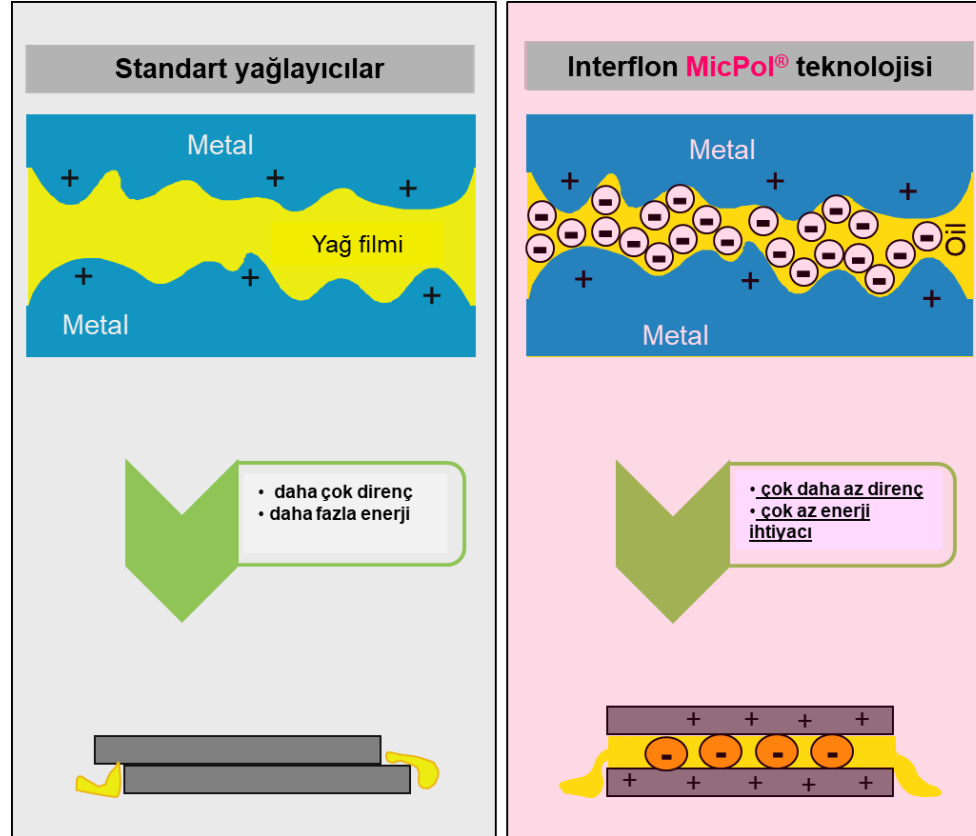 Standart yağlayıcılar
Metal
+ + +
Yağ filmi
+ + +
Metal
• daha çok direnç
• daha fazla enerji
Interflon MicPol® teknolojisi
Metal
+ + +
- - - - - - - - - - - - - - - - - - - -
Oil
+ + +
Metal
• çok daha az direnç
• çok az enerji
ihtiyacı
+ + + +
- - - -
+ + + + +